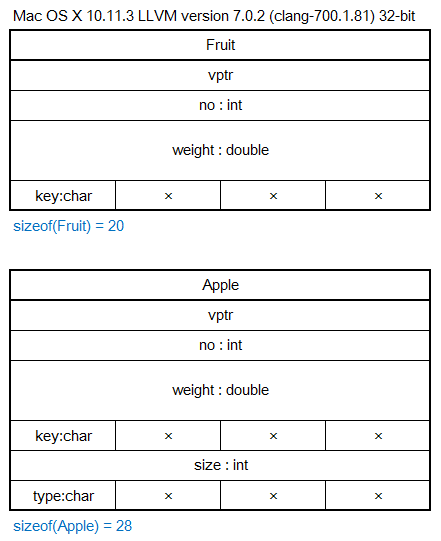 Mac OS X 10.11.3 LLVM version 7.0.2 (clang-700.1.81) 32-bit
Fruit
vptr
no : int
weight : double
key:char × × ×
sizeof(Fruit) = 20
Apple
vptr
no : int
weight : double
key:char × × ×
size : int
type:char × × ×
sizeof(Apple) = 28